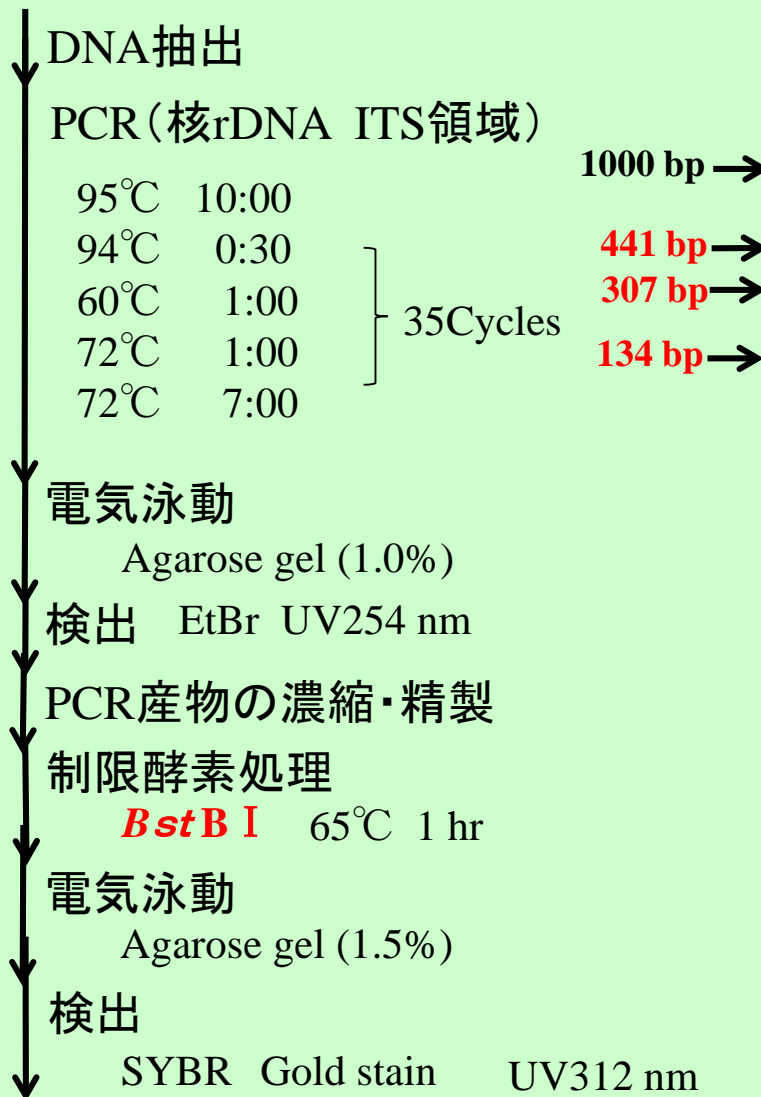 DNA抽出
PCR（核rDNA ITS領域）
1000 bp
95℃ 10:00
94℃ 0:30
441 bp
60℃ 1:00
307 bp
35Cycles
72℃ 1:00
134 bp
72℃ 7:00
電気泳動
Agarose gel (1.0%)
検出 EtBr UV254 nm
PCR産物の濃縮・精製
制限酵素処理
BstBⅠ 65℃ 1 hr
電気泳動
Agarose gel (1.5%)
検出
SYBR Gold stain UV312 nm